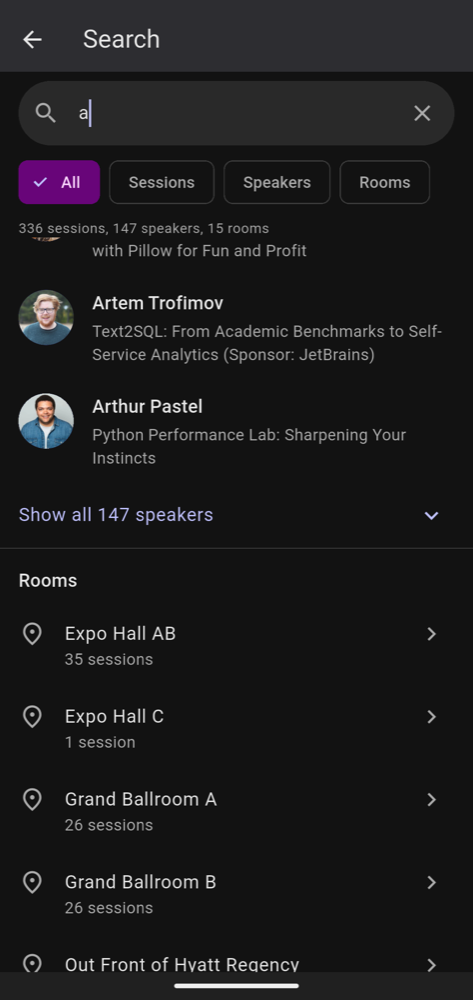 Search
a
All
Sessions
Speakers
Rooms
336 sessions, 147 speakers, 15 rooms
with Pillow for Fun and Profit
Artem Trofimov
Text2SQL: From Academic Benchmarks to Self-
Service Analytics (Sponsor: JetBrains)
Arthur Pastel
Python Performance Lab: Sharpening Your
Instincts
Show all 147 speakers
Rooms
Expo Hall AB
35 sessions
Expo Hall C
1 session
Grand Ballroom A
26 sessions
Grand Ballroom B
26 sessions
Out Front of Hyatt Regency